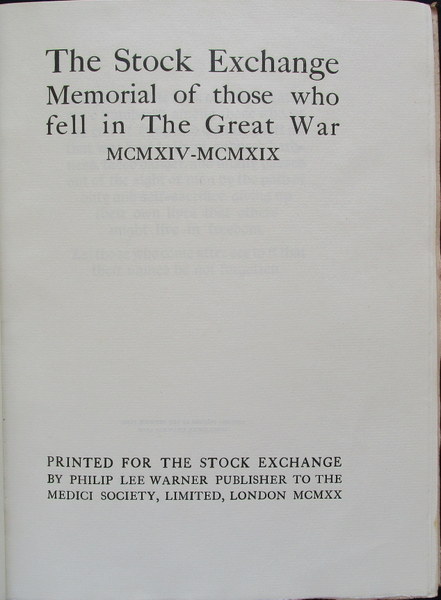 The Stock Exchange
Memorial of those who
fell in The Great War
MCMXIV-MCMXIX
PRINTED FOR THE STOCK EXCHANGE
BY PHILIP LEE WARNER PUBLISHER TO THE
MEDICI SOCIETY, LIMITED, LONDON MCMXX